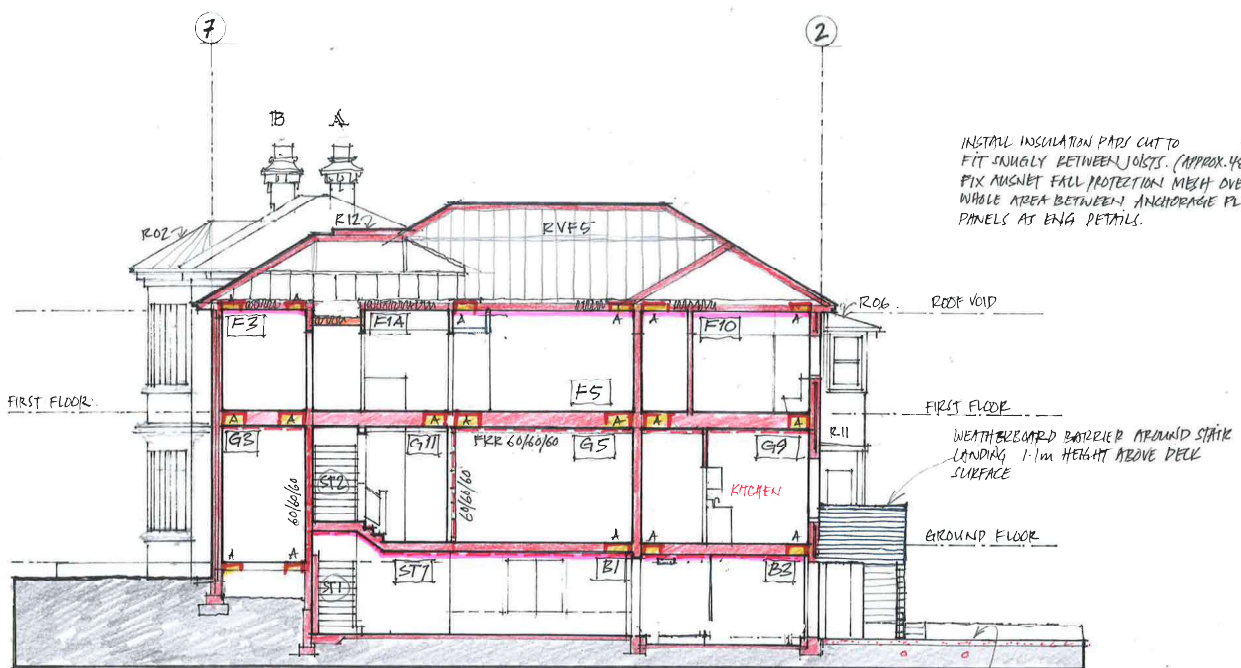 7
2
B
A
INSTALL INSULATION PADS CUT TO
FIT SNUGLY BETWEEN JOISTS. (APPROX.
FIX AUSNET FALL PROTECTION MESH
WHOLE AREA BETWEEN ANCHORAGE
PANELS AS ENG DETAILS.
R02
R12
RVF5
R06
ROOF VOID
F3
F1A
A
A
A
A
A
A
F10
F5
FIRST FLOOR
FIRST FLOOR
A
A
A
A
A
A
A
G3
G11
FRR 60/60/60
G5
G9
R11
WEATHERBOARD BARRIER AROUND STAIR
LANDING 1.1m HEIGHT ABOVE DECK
SURFACE
ST2
60/60/60
60/60/60
KITCHEN
GROUND FLOOR
A
A
A
A
A
ST1
ST7
B1
B3